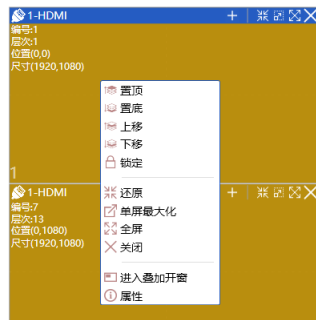 1-HDMI
编号:1
层次:1
位置(0,0)
尺寸(1920,1080)
置顶
置底
上移
下移
锁定
还原
单屏最大化
全屏
关闭
进入叠加开窗
属性
1
1-HDMI
编号:7
层次:13
位置(0,1080)
尺寸(1920,1080)